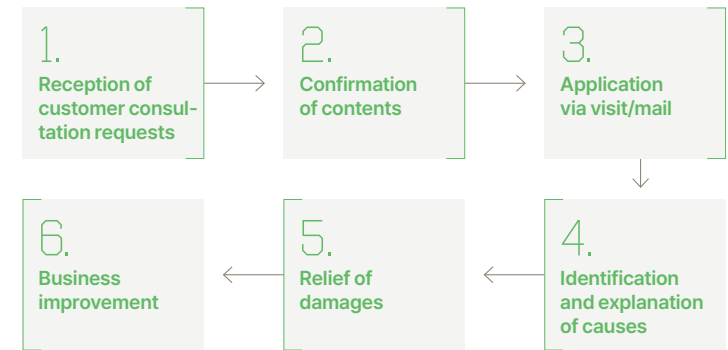 1.
Reception of
customer consul-
tation requests
2.
Confirmation
of contents
3.
Application
via visit/mail
4.
Identification
and explanation
of causes
5.
Relief of
damages
6.
Business
improvement